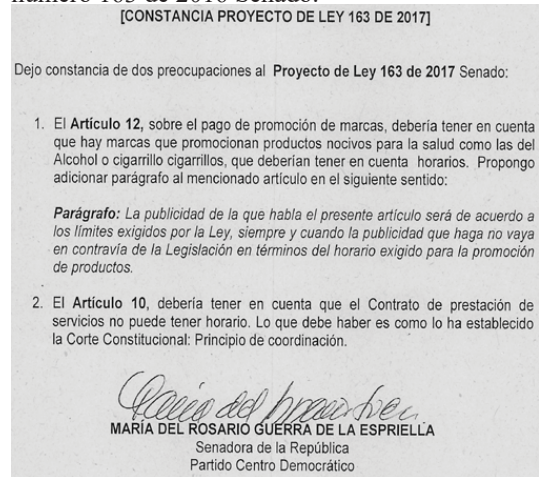 número 163 de 2016 Senado.
[CONSTANCIA PROYECTO DE LEY 163 DE 2017]
Dejo constancia de dos preocupaciones al Proyecto de Ley 163 de 2017 Senado:
1. El Artículo 12, sobre el pago de promoción de marcas, debería tener en cuenta
que hay marcas que promocionan productos nocivos para la salud como las del
Alcohol o cigarrillo cigarrillos, que deberían tener en cuenta horarios. Propongo
adicionar parágrafo al mencionado artículo en el siguiente sentido:
Parágrafo: La publicidad de la que habla el presente artículo será de acuerdo a
los límites exigidos por la Ley, siempre y cuando la publicidad que haga no vaya
en contravía de la Legislación en términos del horario exigido para la promoción
de productos.
2. El Artículo 10, debería tener en cuenta que el Contrato de prestación de
servicios no puede tener horario. Lo que debe haber es como lo ha establecido
la Corte Constitucional: Principio de coordinación.
MARÍA DEL ROSARIO GUERRA DE LA ESPRIELLA
Senadora de la República
Partido Centro Democrático